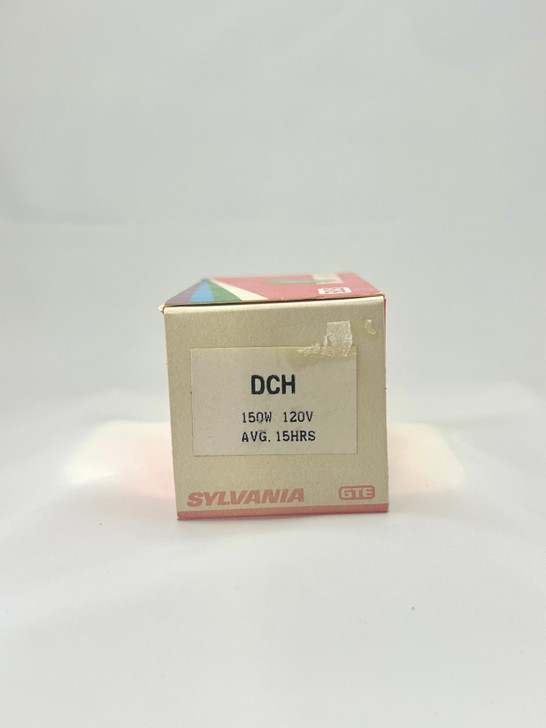 DCH
150W 120V
AVG. 15HRS
SYLVANIA GTE